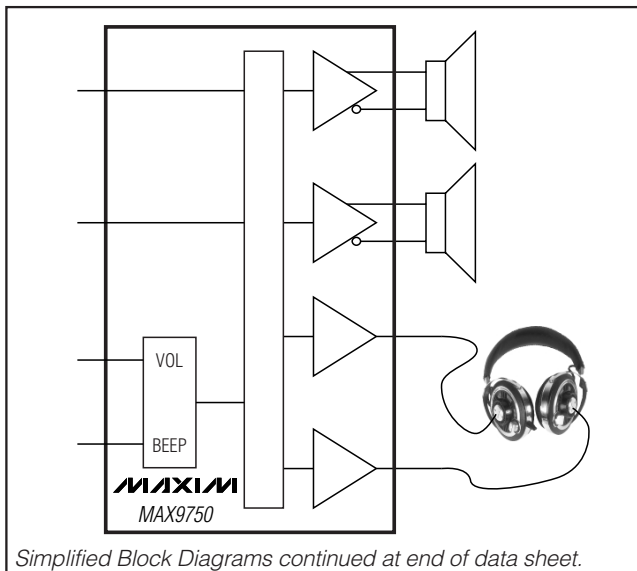 VOL
BEEP
MAXIM
MAX9750
Simplified Block Diagrams continued at end of data sheet.